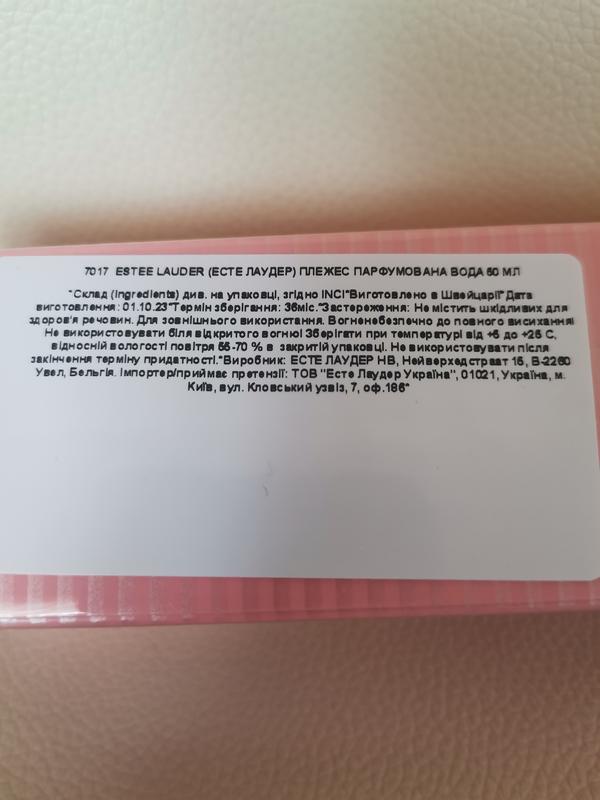 7017 ESTEE LAUDER (ЕСТЕ ЛАУДЕР) ПЛЕЖЕС ПАРФУМОВАНА ВОДА 50 МЛ
"Склад (Ingredients) див. на упаковці, згідно INCI"Виготовлено в Швейцарії" Дата
виготовлення: 01.10.23"Термін зберігання: 36міс."Застереження: Не містить шкідливих для
здоров'я речовин. Для зовнішнього використання. Вогненебезпечно до повного висихання!
Не використовувати біля відкритого вогню! Зберігати при температурі від +5 до +25 С,
відносній вологості повітря 55-70 % в закритій упаковці. Не використовувати після
закінчення терміну придатності."Виробник: ЕСТЕ ЛАУДЕР НВ, Нейверхедстраат 15, В-2260
Увел, Бельгія. Імпортер/приймає претензії: ТОВ "Есте Лаудер Україна", 01021, Україна, м.
Київ, вул. Кловський узвіз, 7, оф.186"